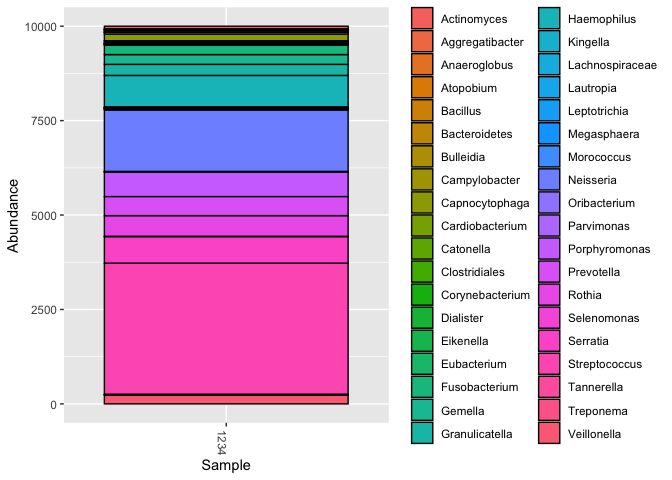 10000
7500
5000
2500
0
Abundance
1234
Sample
Actinomyces
Aggregatibacter
Anaeroglobus
Atopobium
Bacillus
Bacteroidetes
Bulleidia
Campylobacter
Capnocytophaga
Cardiobacterium
Catonella
Clostridiales
Corynebacterium
Dialister
Eikenella
Eubacterium
Fusobacterium
Gemella
Granulicatella
Haemophilus
Kingella
Lachnospiraceae
Lautropia
Leptotrichia
Megasphaera
Morococcus
Neisseria
Oribacterium
Parvimonas
Porphyromonas
Prevotella
Rothia
Selenomonas
Serratia
Streptococcus
Tannerella
Treponema
Veillonella